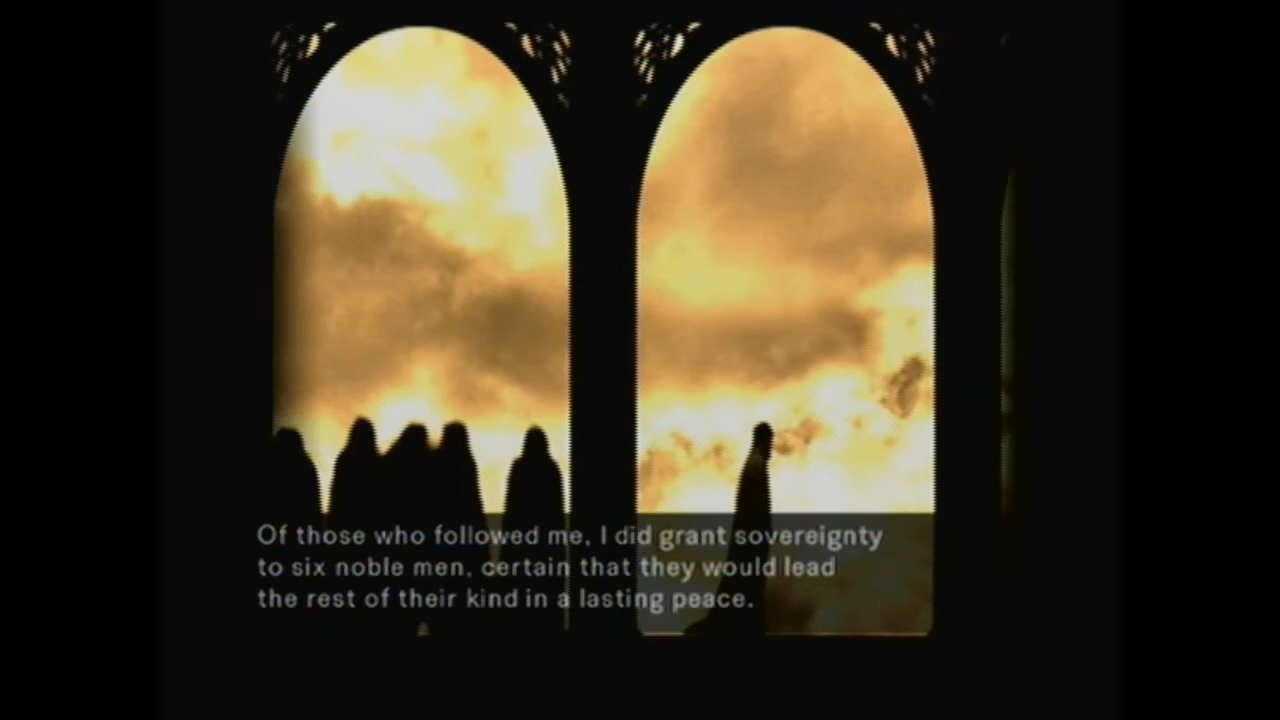 Of those who followed me, I did grant sovereignty
to six noble men, certain that they would lead
the rest of their kind in a lasting peace.